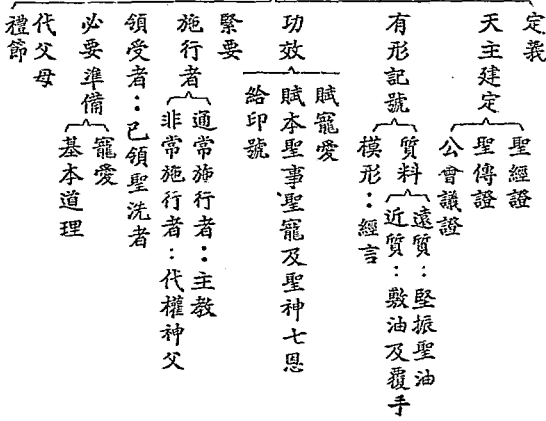 定義
天主建定
聖經證
聖傳證
公會議證
有形記號
質料
遠質：堅振聖油
近質：敷油及覆手
模形：經言
功效
賦寵愛
賦本聖事聖寵及聖神七恩
給印號
緊要
施行者
通常施行者：主教
非常施行者：代權神父
領受者：已領聖洗者
必要準備
寵愛
基本道理
代父母
禮節